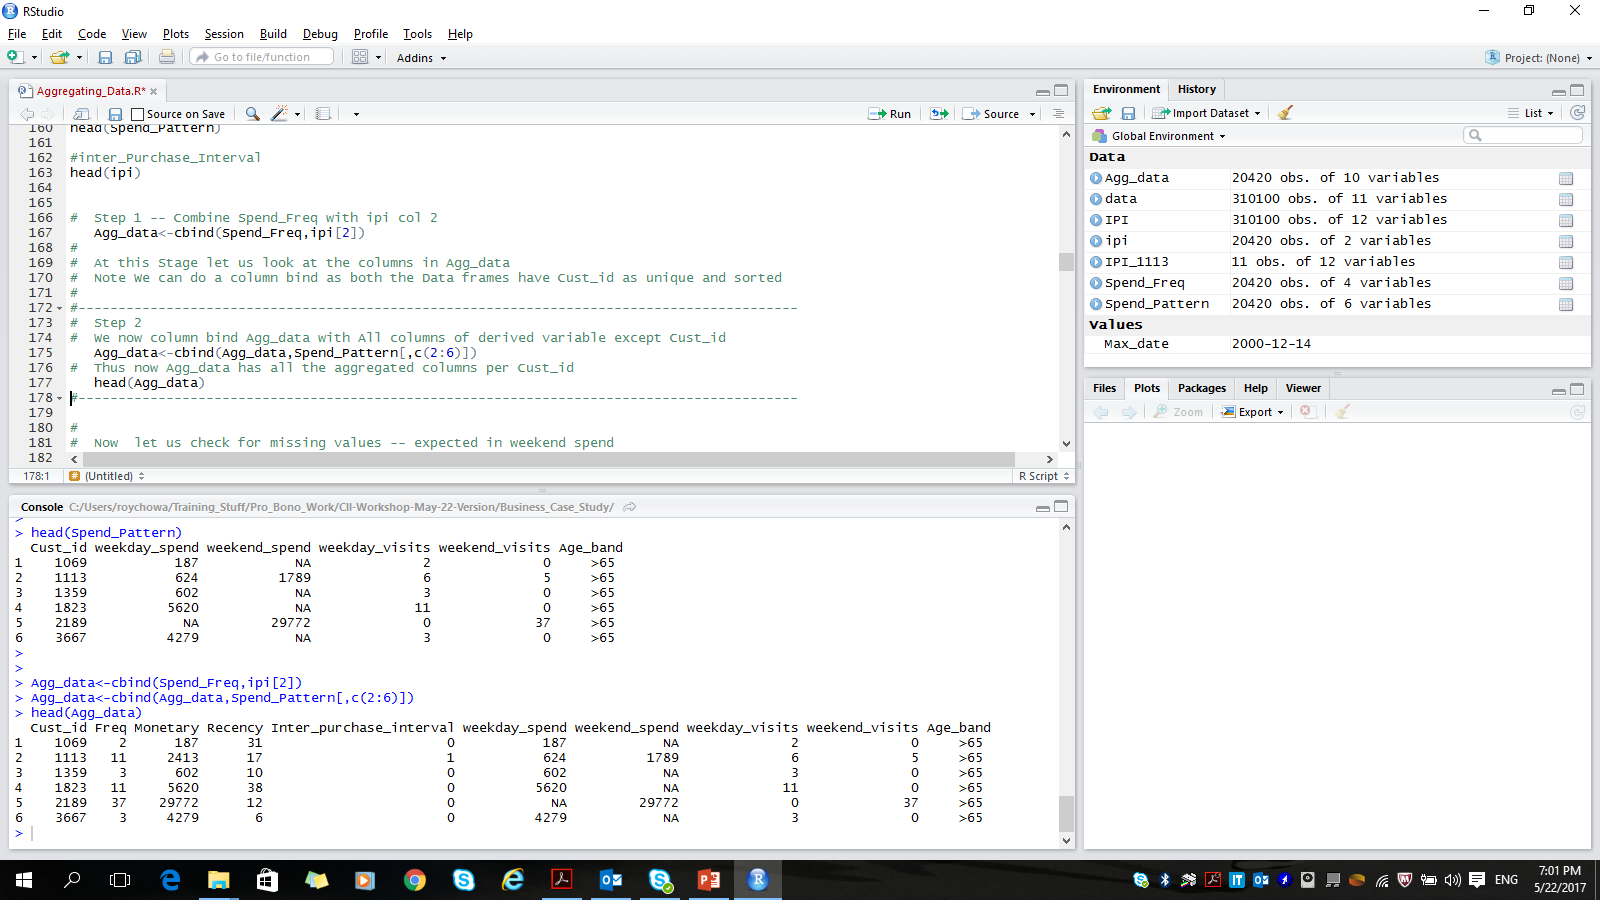 RStudio
File Edit Code View Plots Session Build Debug Profile Tools Help
Go to file/function Addins Project: (None)
Aggregating_Data.R*
Source on Save Run Source
160 head(Spend_Pattern)
161
162 #inter_Purchase_Interval
163 head(ipi)
164
165
166 #  Step 1 -- Combine Spend_Freq with ipi col 2
167    Agg_data<-cbind(Spend_Freq,ipi[2])
168 #
169 #  At this Stage let us look at the columns in Agg_data
170 #  Note We can do a column bind as both the Data frames have Cust_id as unique and sorted
171 #
172 #------------------------------------------------------------------------------------------
173 #  Step 2
174 #  We now column bind Agg_data with All columns of derived variable except Cust_id
175    Agg_data<-cbind(Agg_data,Spend_Pattern[,c(2:6)])
176 #  Thus now Agg_data has all the aggregated columns per Cust_id
177    head(Agg_data)
178 #------------------------------------------------------------------------------------------
179
180 #
181 #  Now  let us check for missing values -- expected in weekend spend
182
178:1 # (Untitled) R Script
Console C:/Users/roychowa/Training_Stuff/Pro_Bono_Work/CII-Workshop-May-22-Version/Business_Case_Study/
>
> head(Spend_Pattern)
  Cust_id weekday_spend weekend_spend weekday_visits weekend_visits Age_band
1    1069           187            NA              2              0      >65
2    1113           624          1789              6              5      >65
3    1359           602            NA              3              0      >65
4    1823          5620            NA             11              0      >65
5    2189            NA         29772              0             37      >65
6    3667          4279            NA              3              0      >65
>
>
> Agg_data<-cbind(Spend_Freq,ipi[2])
> Agg_data<-cbind(Agg_data,Spend_Pattern[,c(2:6)])
> head(Agg_data)
  Cust_id Freq Monetary Recency Inter_purchase_interval weekday_spend weekend_spend weekday_visits weekend_visits Age_band
1    1069    2      187      31                       0           187            NA              2              0      >65
2    1113   11     2413      17                       1           624          1789              6              5      >65
3    1359    3      602      10                       0           602            NA              3              0      >65
4    1823   11     5620      38                       0          5620            NA             11              0      >65
5    2189   37    29772      12                       0            NA         29772              0             37      >65
6    3667    3     4279       6                       0          4279            NA              3              0      >65
>
Environment History
Import Dataset List
Global Environment
Data
Agg_data 20420 obs. of 10 variables
data 310100 obs. of 11 variables
IPI 310100 obs. of 12 variables
ipi 20420 obs. of 2 variables
IPI_1113 11 obs. of 12 variables
Spend_Freq 20420 obs. of 4 variables
Spend_Pattern 20420 obs. of 6 variables
Values
Max_date 2000-12-14
Files Plots Packages Help Viewer
Zoom Export
ENG
7:01 PM
5/22/2017